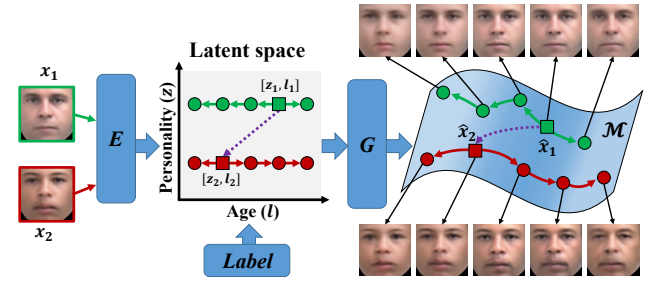 Latent space
x₁
E
x₂
Personality (z)
[z₁, l₁]
[z₂, l₂]
Age (l)
Label
G
x̂₂
x̂₁
ℳ